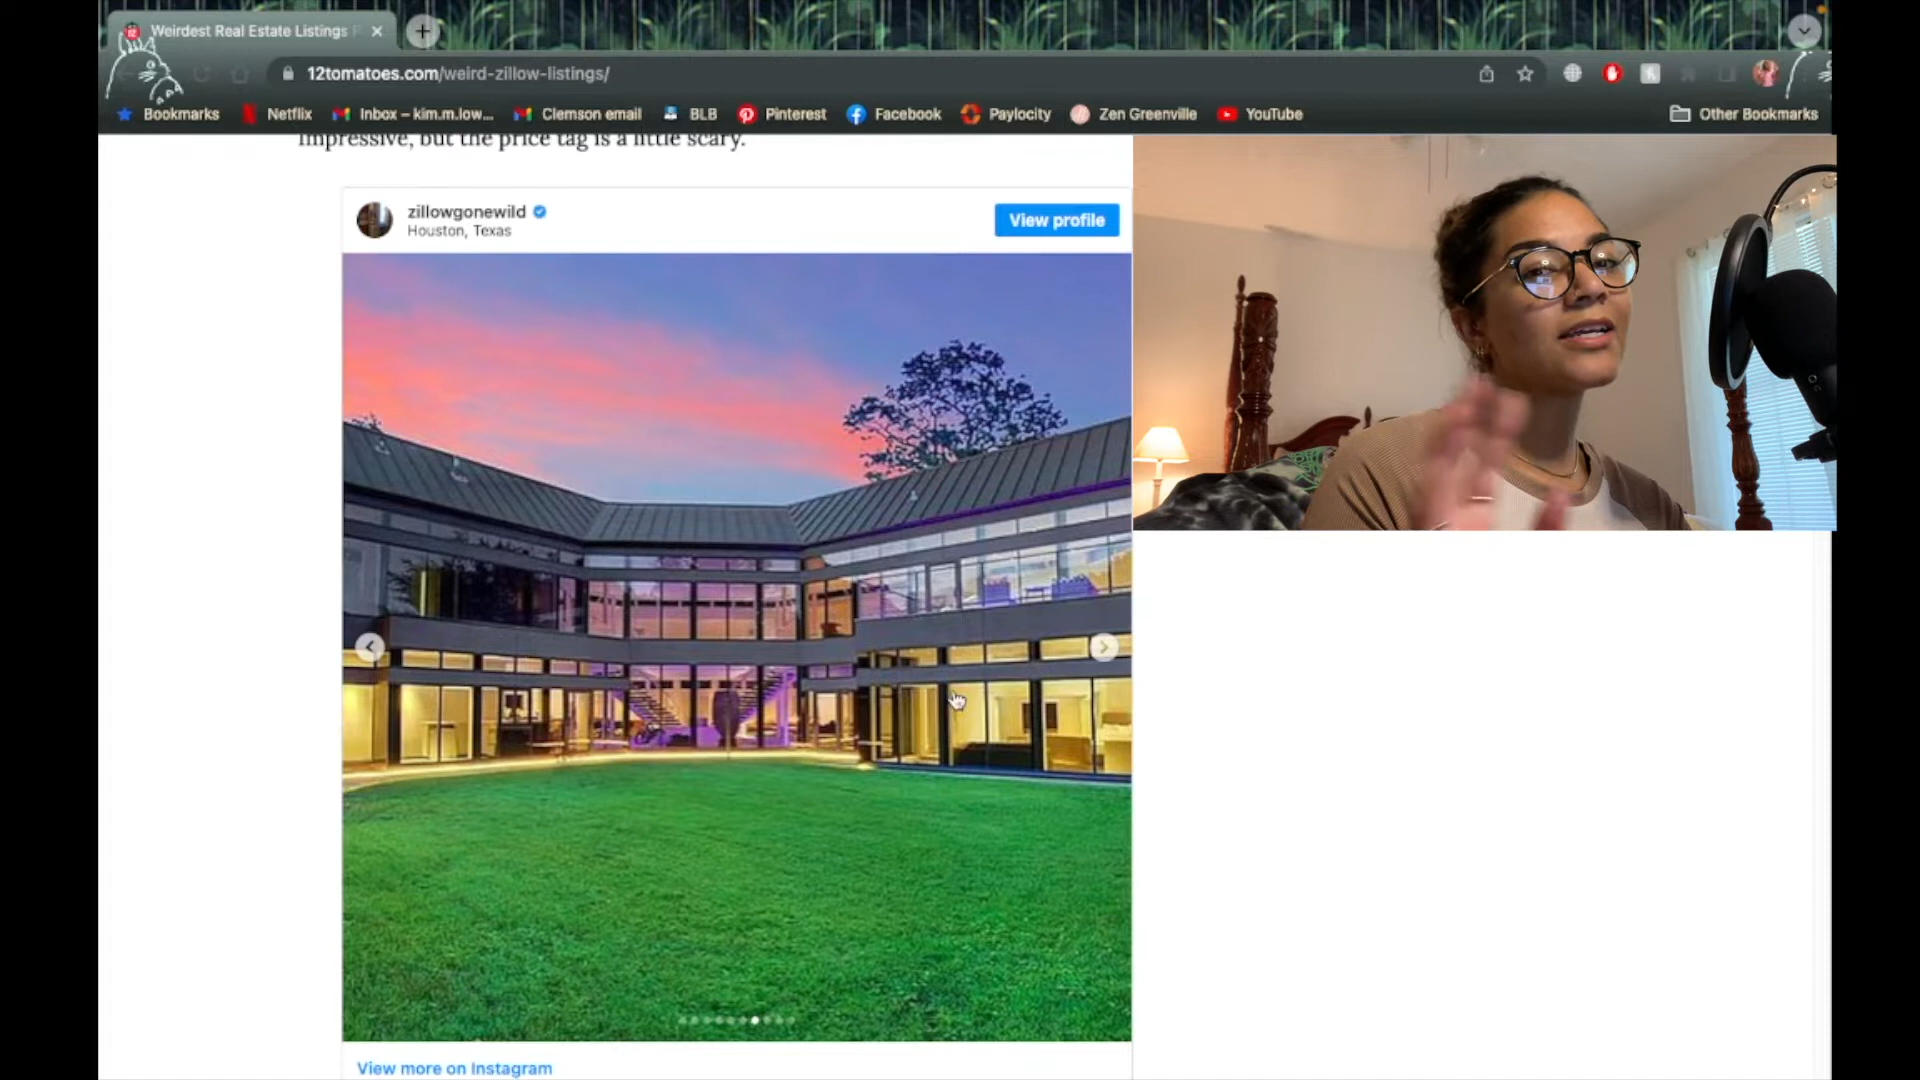 Weirdest Real Estate Listings
12tomatoes.com/weird-zillow-listings/
Bookmarks Netflix Inbox – kim.m.low... Clemson email BLB Pinterest Facebook Paylocity Zen Greenville YouTube Other Bookmarks
impressive, but the price tag is a little scary.
zillowgonewild
Houston, Texas
View profile
View more on Instagram